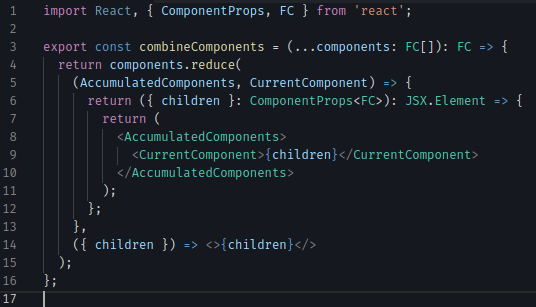 1 import React, { ComponentProps, FC } from 'react';
2
3 export const combineComponents = (...components: FC[]): FC => {
4   return components.reduce(
5     (AccumulatedComponents, CurrentComponent) => {
6       return ({ children }: ComponentProps<FC>): JSX.Element => {
7         return (
8           <AccumulatedComponents>
9             <CurrentComponent>{children}</CurrentComponent>
10           </AccumulatedComponents>
11         );
12       };
13     },
14     ({ children }) => <>{children}</>
15   );
16 };
17